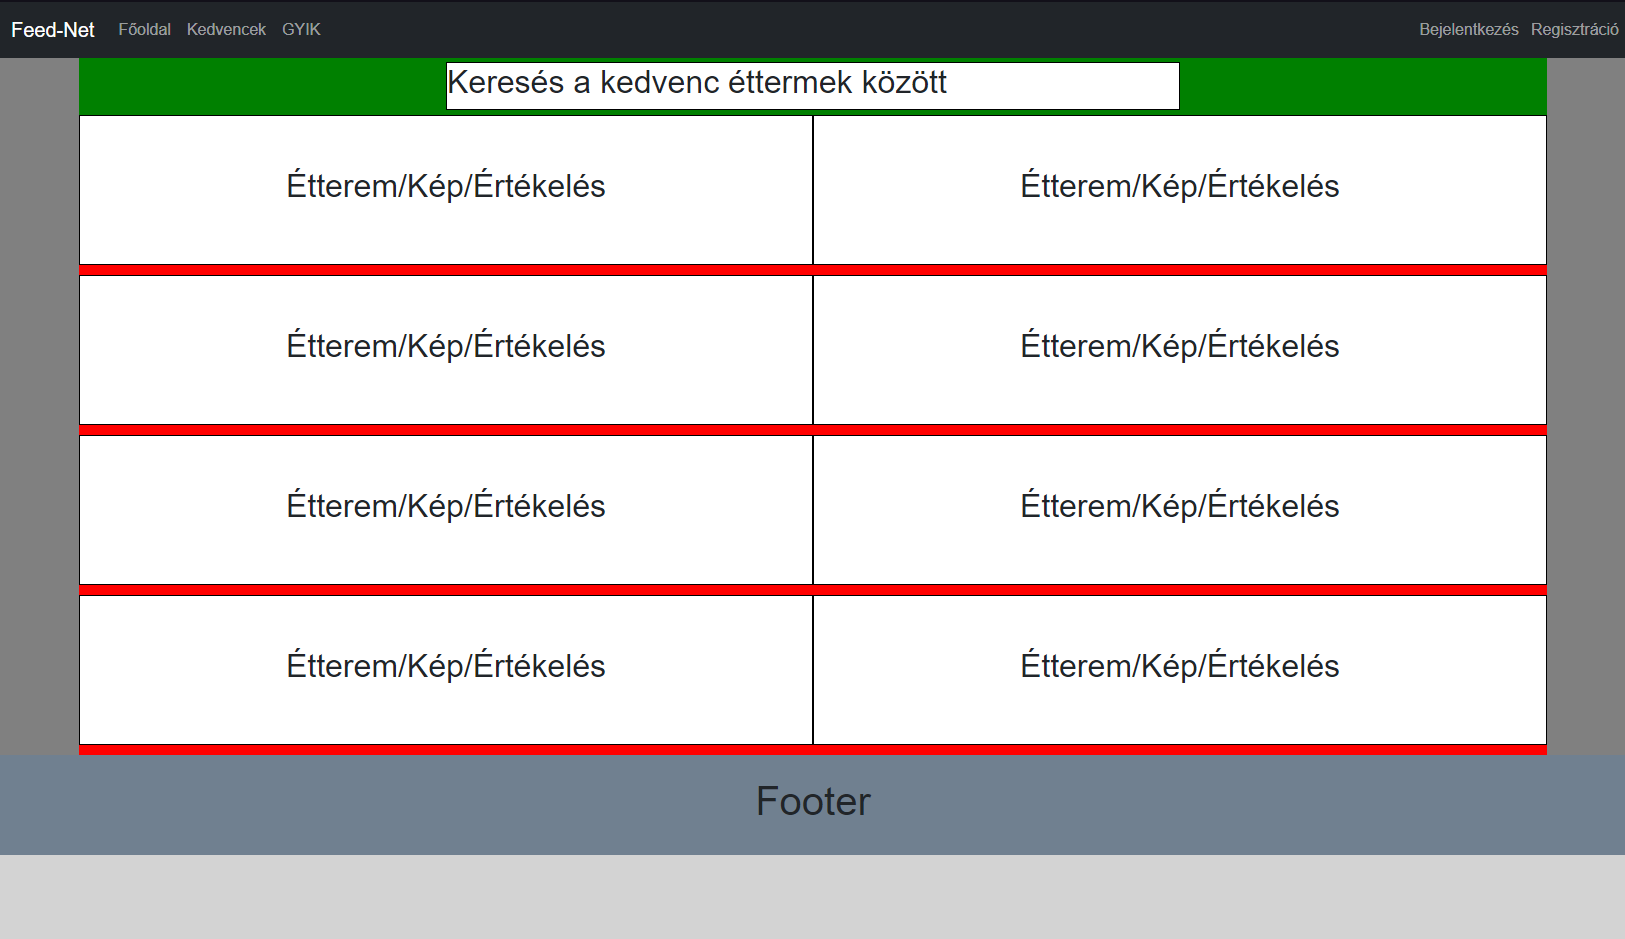 Feed-Net Főoldal Kedvencek GYIK Bejelentkezés Regisztráció
Keresés a kedvenc éttermek között
Étterem/Kép/Értékelés Étterem/Kép/Értékelés
Étterem/Kép/Értékelés Étterem/Kép/Értékelés
Étterem/Kép/Értékelés Étterem/Kép/Értékelés
Étterem/Kép/Értékelés Étterem/Kép/Értékelés
Footer